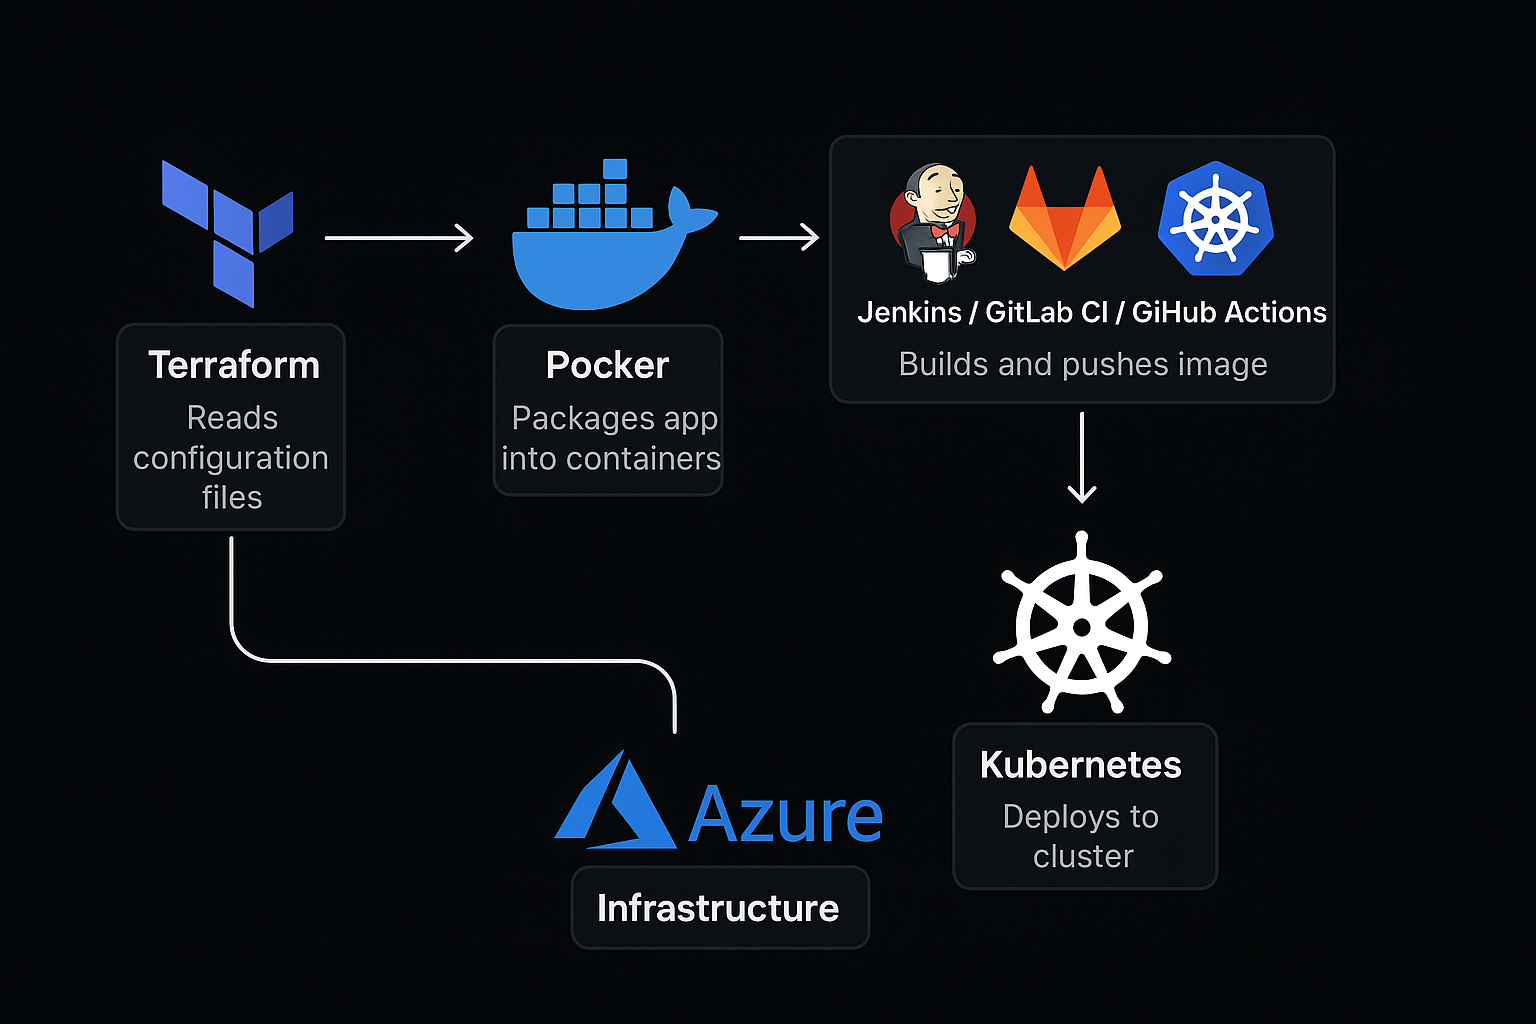 Terraform
Reads
configuration
files
Pocker
Packages app
into containers
Jenkins / GitLab CI / GiHub Actions
Builds and pushes image
Azure
Infrastructure
Kubernetes
Deploys to
cluster